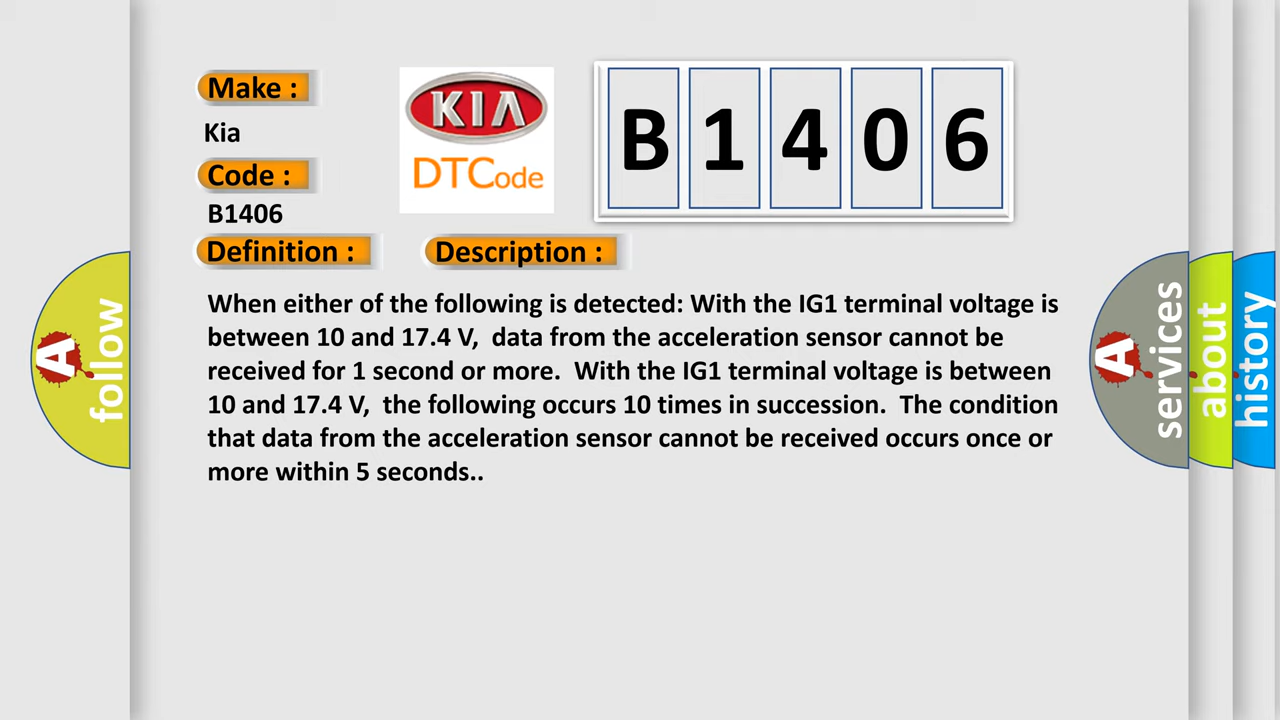 Make :
Kia
Code :
B1406
Definition :
Description :
KIA
DTCode
B1406
When either of the following is detected: With the IG1 terminal voltage is
between 10 and 17.4 V,  data from the acceleration sensor cannot be
received for 1 second or more.  With the IG1 terminal voltage is between
10 and 17.4 V,  the following occurs 10 times in succession.  The condition
that data from the acceleration sensor cannot be received occurs once or
more within 5 seconds..
A
follow
A
services
about
history